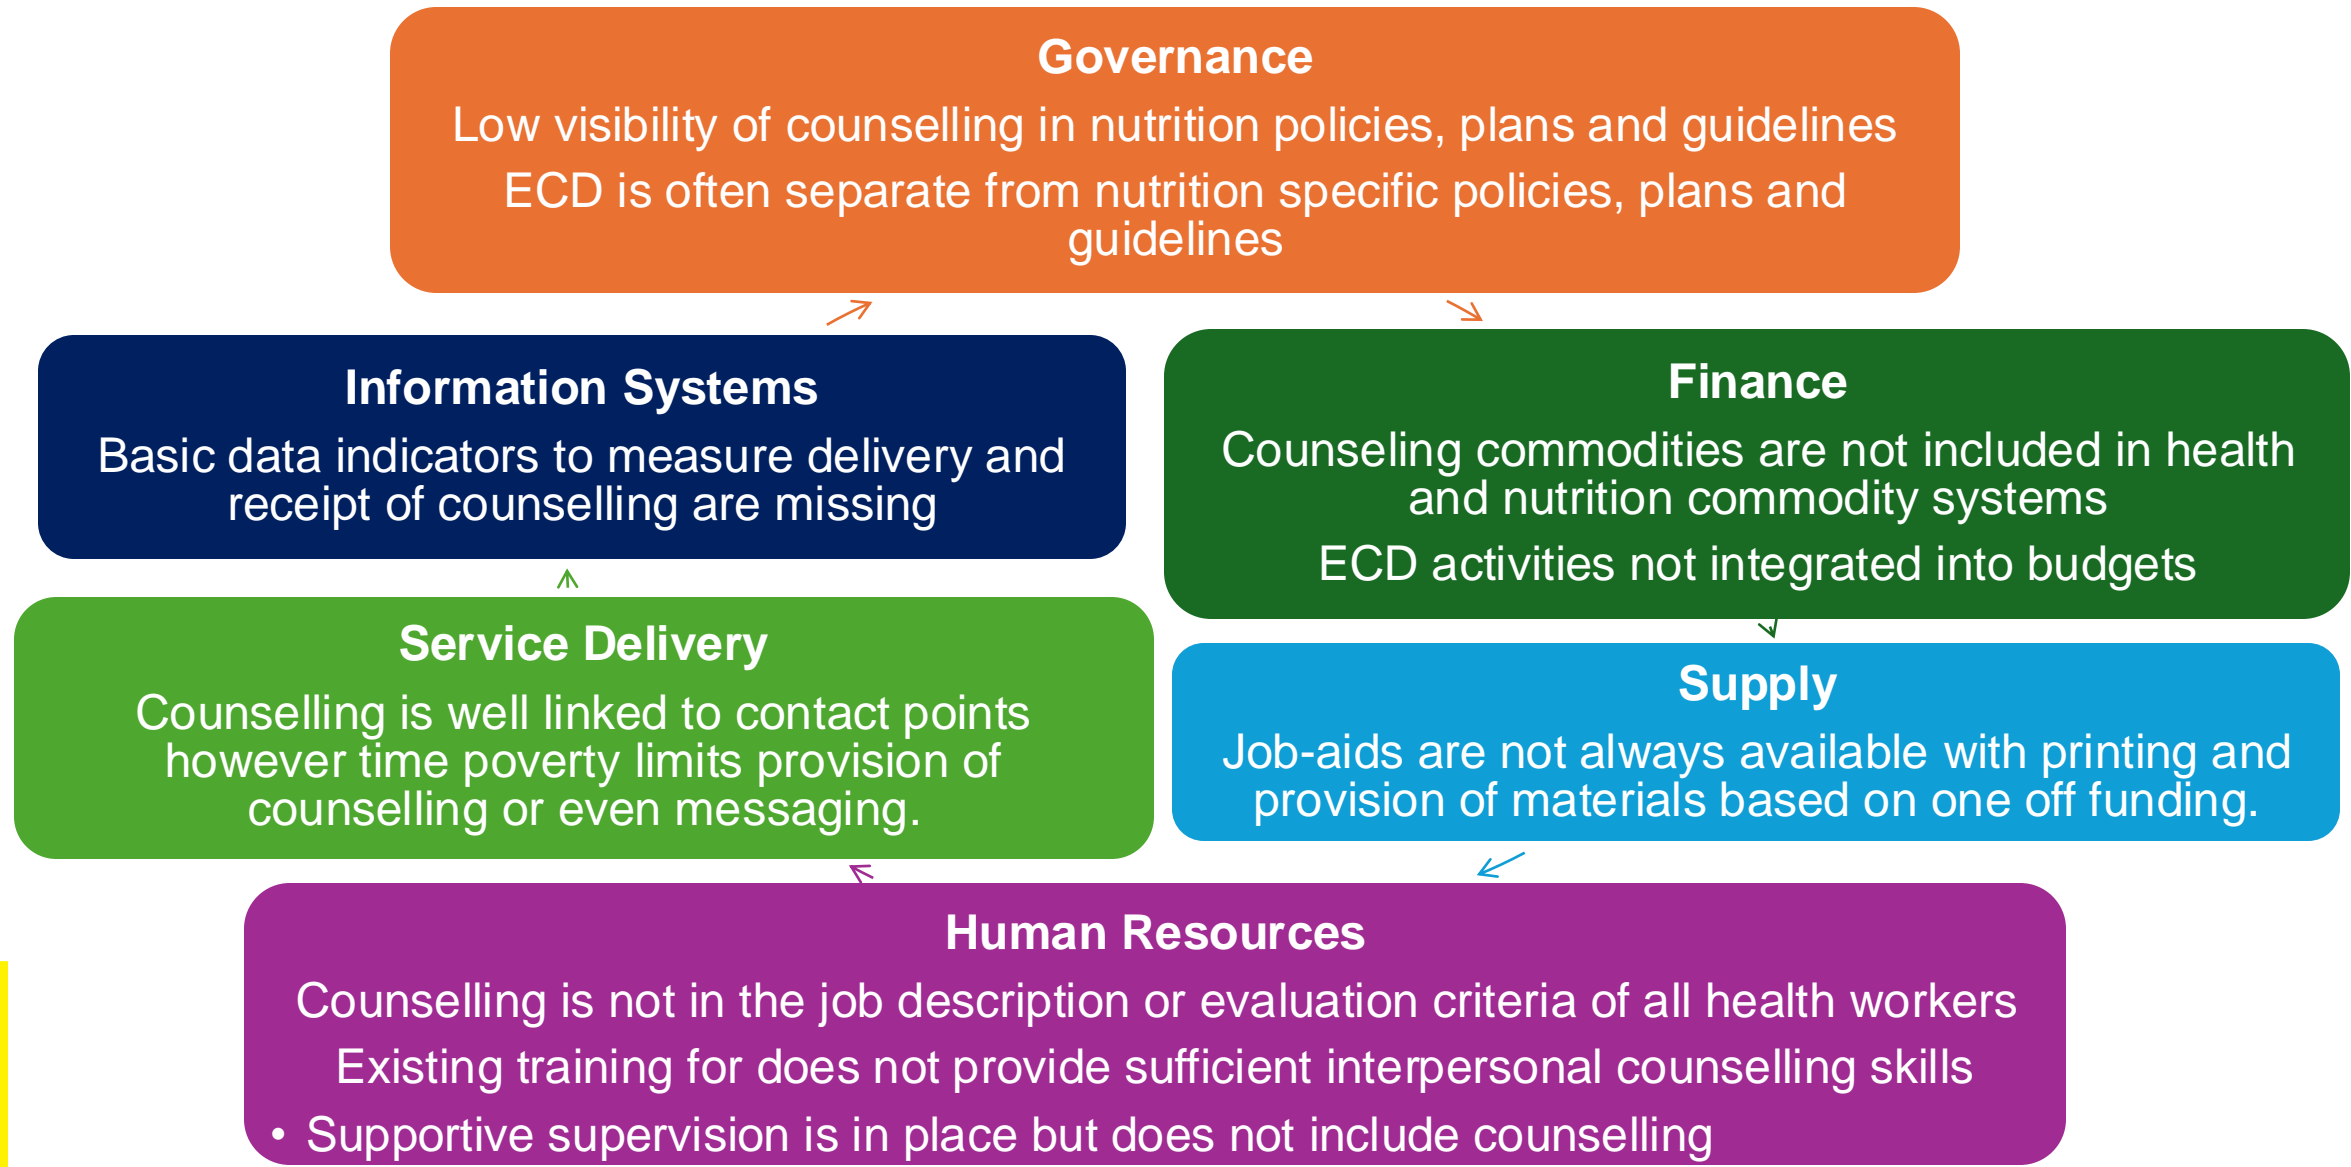 Governance
Low visibility of counselling in nutrition policies, plans and guidelines
ECD is often separate from nutrition specific policies, plans and
guidelines
Information Systems
Basic data indicators to measure delivery and
receipt of counselling are missing
Finance
Counseling commodities are not included in health
and nutrition commodity systems
ECD activities not integrated into budgets
Service Delivery
Counselling is well linked to contact points
however time poverty limits provision of
counselling or even messaging.
Supply
Job-aids are not always available with printing and
provision of materials based on one off funding.
Human Resources
Counselling is not in the job description or evaluation criteria of all health workers
Existing training for does not provide sufficient interpersonal counselling skills
• Supportive supervision is in place but does not include counselling